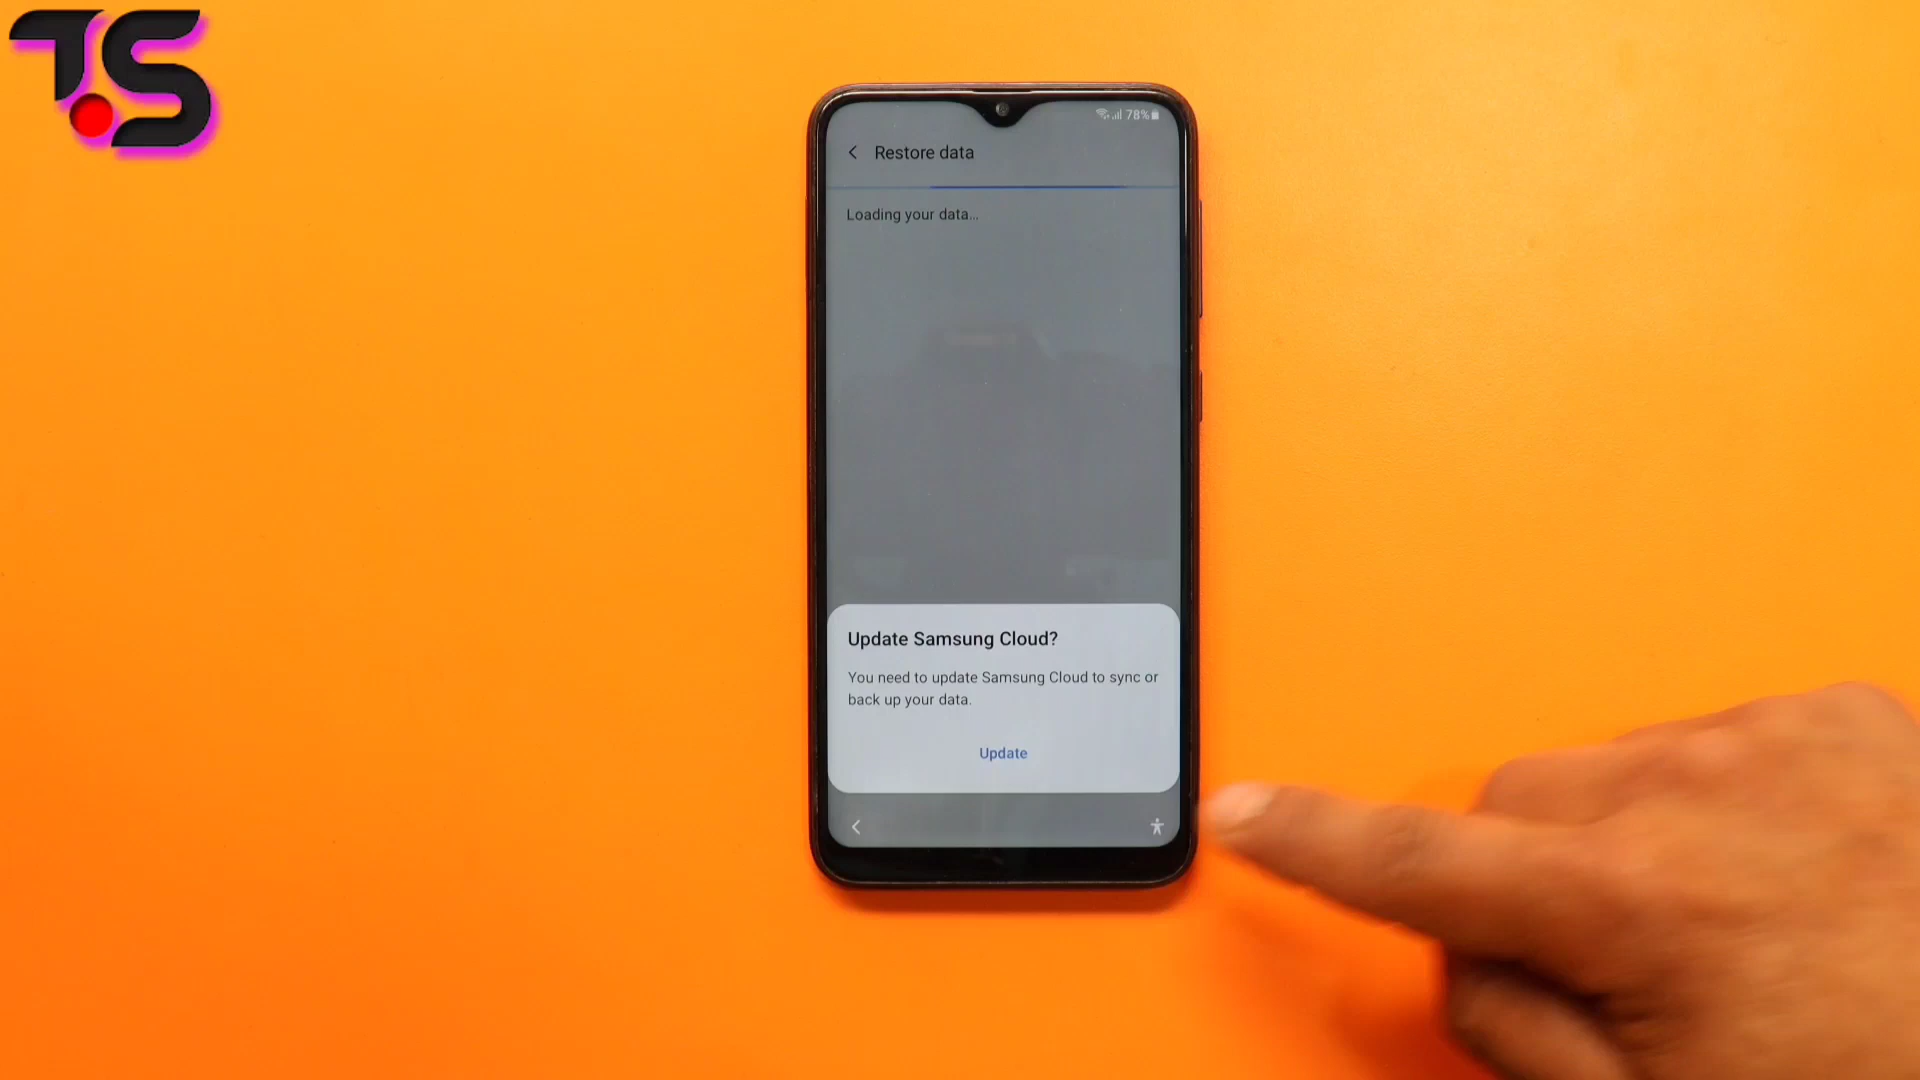 T.S
78%
Restore data
Loading your data...
Update Samsung Cloud?
You need to update Samsung Cloud to sync or
back up your data.
Update